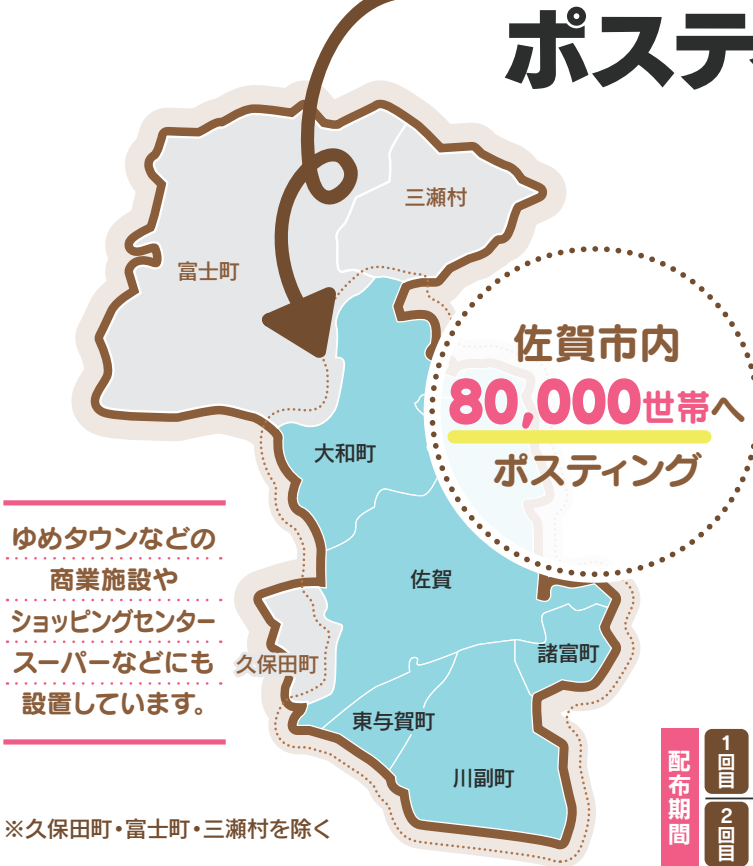 ポステ
三瀬村
富士町
佐賀市内
80,000世帯へ
ポスティング
大和町
ゆめタウンなどの
商業施設や
ショッピングセンター
スーパーなどにも
設置しています。
佐賀
久保田町
諸富町
東与賀町
川副町
配布期間
1回目
2回目
※久保田町・富士町・三瀬村を除く